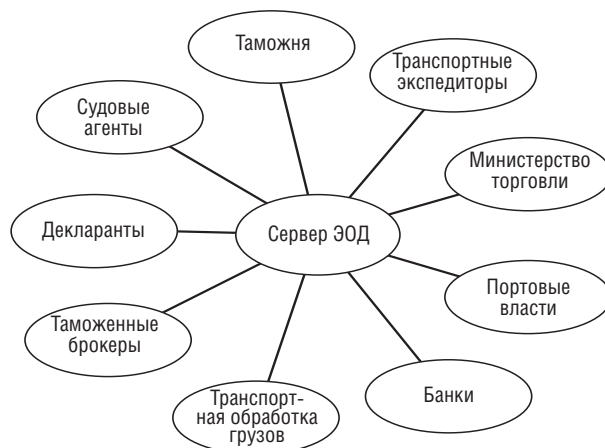 Таможня
Транспортные
экспедиторы
Судовые
агенты
Министерство
торговли
Декларанты
Сервер ЭОД
Портовые
власти
Таможенные
брокеры
Банки
Транспорт-
ная обработка
грузов